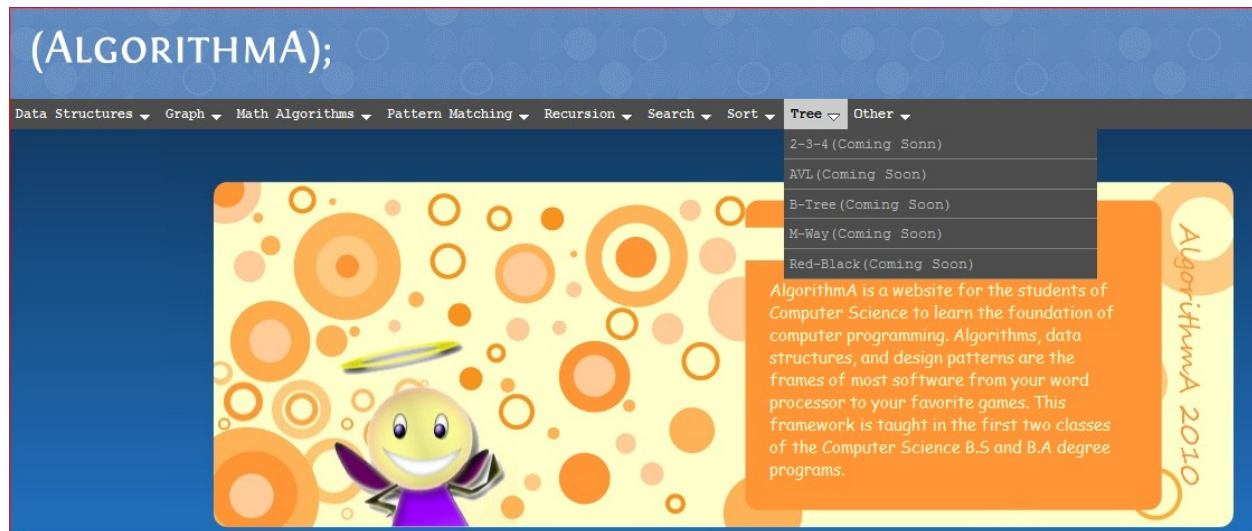 (ALGORITHMA);
Data Structures Graph Math Algorithms Pattern Matching Recursion Search Sort Tree Other
2-3-4(Coming Sonn)
AVL(Coming Soon)
B-Tree(Coming Soon)
M-Way(Coming Soon)
Red-Black(Coming Soon)
AlgorithmA is a website for the students of
Computer Science to learn the foundation of
computer programming. Algorithms, data
structures, and design patterns are the
frames of most software from your word
processor to your favorite games. This
framework is taught in the first two classes
of the Computer Science B.S and B.A degree
programs.
AlgorithmA 2010